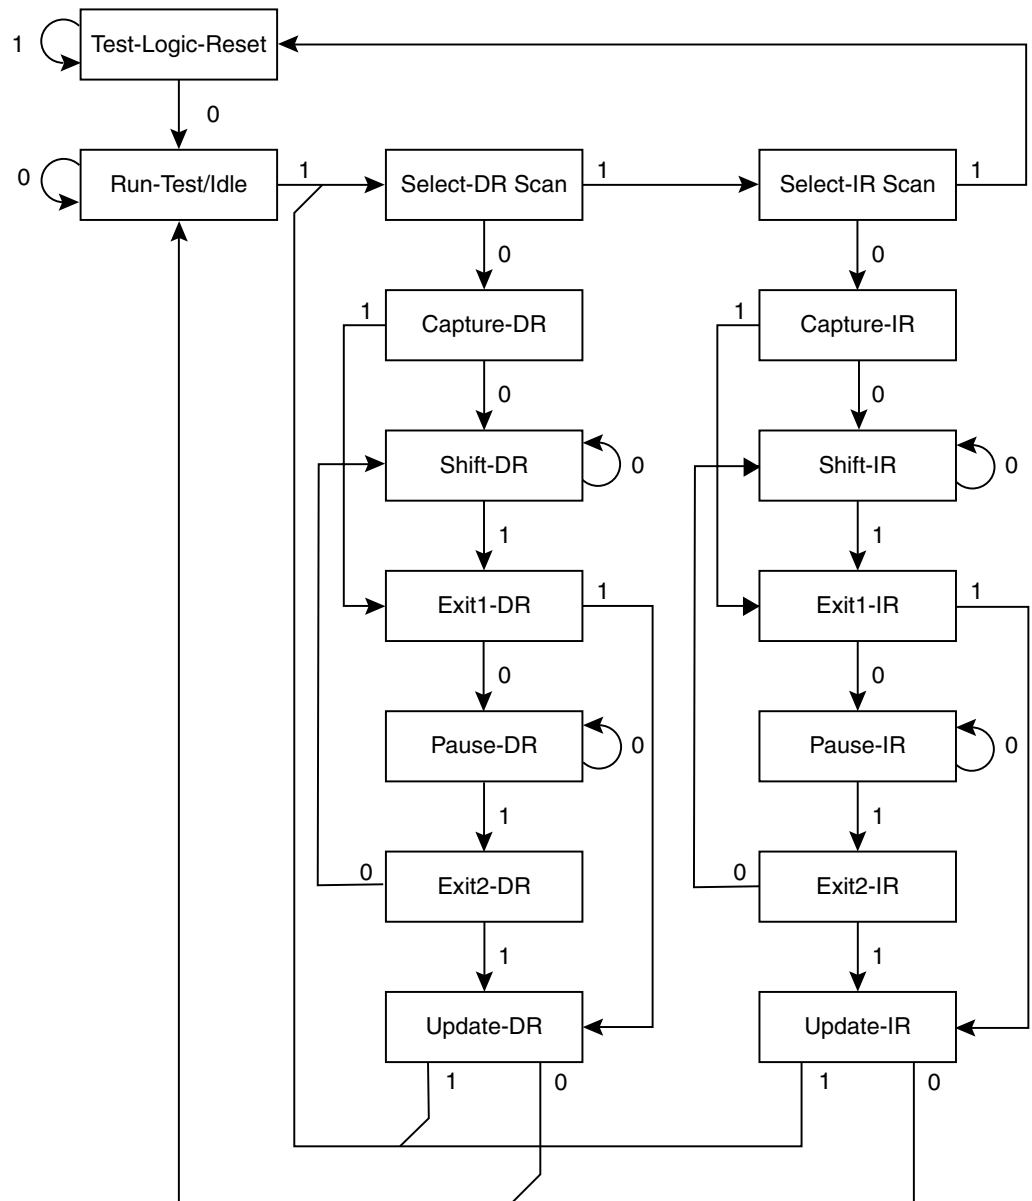 1
Test-Logic-Reset
0
0
Run-Test/Idle
1
Select-DR Scan
1
Select-IR Scan
1
0
0
1
Capture-DR
1
Capture-IR
0
0
Shift-DR
0
Shift-IR
0
1
1
Exit1-DR
1
Exit1-IR
1
0
0
Pause-DR
0
Pause-IR
0
1
1
0
Exit2-DR
0
Exit2-IR
1
1
Update-DR
Update-IR
1
0
1
0